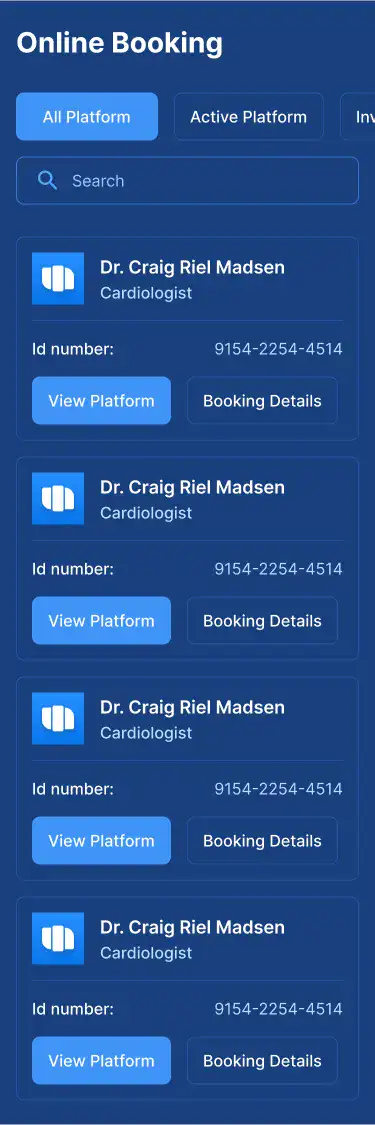 Online Booking
All Platform Active Platform
Search
Dr. Craig Riel Madsen
Cardiologist
Id number: 9154-2254-4514
View Platform Booking Details
Dr. Craig Riel Madsen
Cardiologist
Id number: 9154-2254-4514
View Platform Booking Details
Dr. Craig Riel Madsen
Cardiologist
Id number: 9154-2254-4514
View Platform Booking Details
Dr. Craig Riel Madsen
Cardiologist
Id number: 9154-2254-4514
View Platform Booking Details